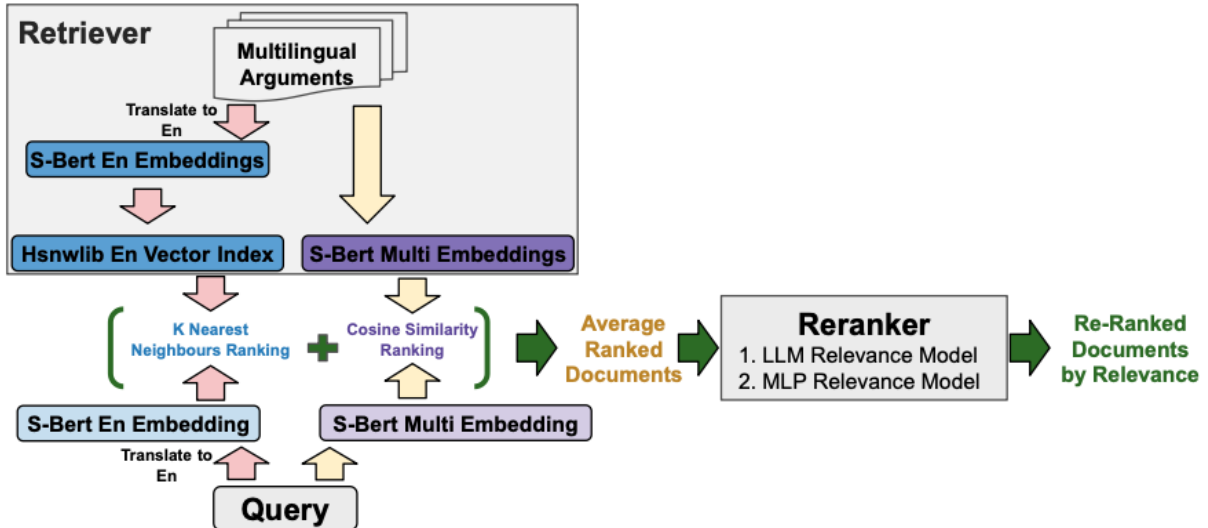 Retriever
Multilingual
Arguments
Translate to
En
S-Bert En Embeddings
Hsnwlib En Vector Index
S-Bert Multi Embeddings
K Nearest
Neighbours Ranking
+
Cosine Similarity
Ranking
Average
Ranked
Documents
Reranker
1. LLM Relevance Model
2. MLP Relevance Model
Re-Ranked
Documents
by Relevance
S-Bert En Embedding
S-Bert Multi Embedding
Translate to
En
Query